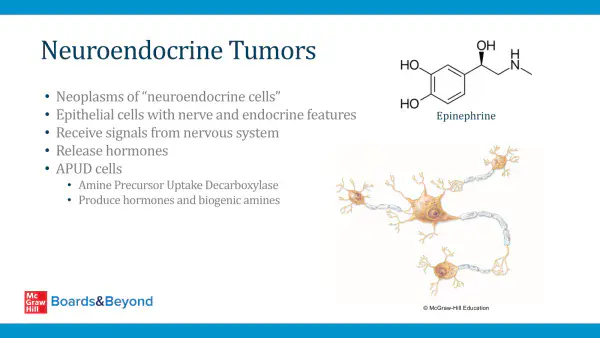 Neuroendocrine Tumors
• Neoplasms of “neuroendocrine cells”
• Epithelial cells with nerve and endocrine features
• Receive signals from nervous system
• Release hormones
• APUD cells
• Amine Precursor Uptake Decarboxylase
• Produce hormones and biogenic amines
OH
H
N
HO
HO
Epinephrine
© McGraw-Hill Education
Mc
Graw
Hill
Boards&Beyond